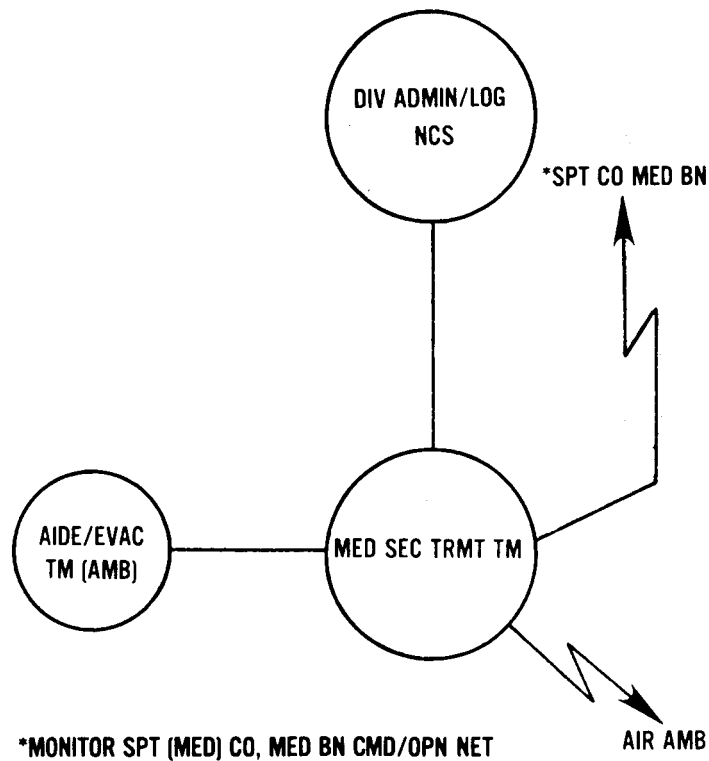 DIV ADMIN/LOG
NCS
*SPT CO MED BN
AIDE/EVAC
TM (AMB)
MED SEC TRMT TM
AIR AMB
*MONITOR SPT (MED) CO, MED BN CMD/OPN NET